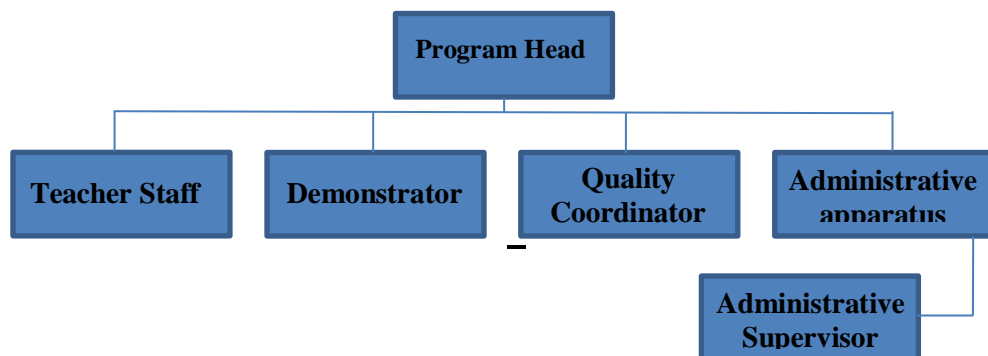 Program Head
Teacher Staff
Demonstrator
Quality
Coordinator
Administrative
apparatus
Administrative
Supervisor